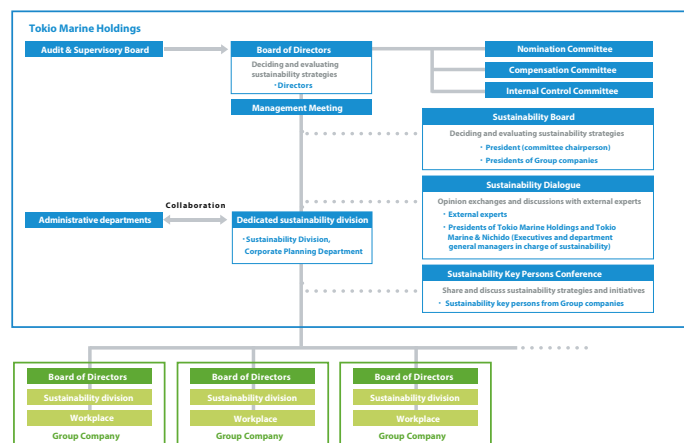 Tokio Marine Holdings
Audit & Supervisory Board
Board of Directors
Deciding and evaluating
sustainability strategies
・Directors
Management Meeting
Nomination Committee
Compensation Committee
Internal Control Committee
Sustainability Board
Deciding and evaluating sustainability strategies
・President (committee chairperson)
・Presidents of Group companies
Sustainability Dialogue
Opinion exchanges and discussions with external experts
・External experts
・Presidents of Tokio Marine Holdings and Tokio
Marine & Nichido (Executives and department
general managers in charge of sustainability)
Collaboration
Administrative departments
Dedicated sustainability division
・Sustainability Division,
Corporate Planning Department
Sustainability Key Persons Conference
Share and discuss sustainability strategies and initiatives
・Sustainability key persons from Group companies
Board of Directors
Sustainability division
Workplace
Group Company
Board of Directors
Sustainability division
Workplace
Group Company
Board of Directors
Sustainability division
Workplace
Group Company